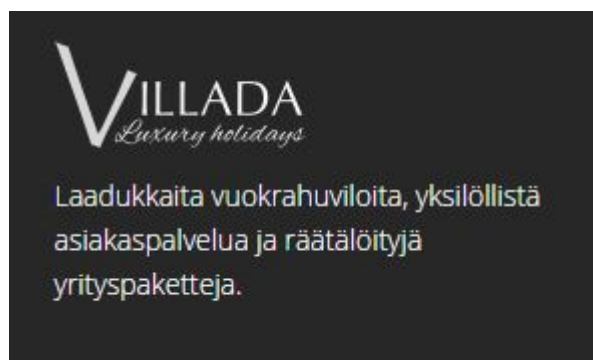 VILLADA
Luxury holidays
Laadukkaita vuokrahuviloita, yksilöllistä
asiakaspalvelua ja räätälöityjä
yrityspaketteja.